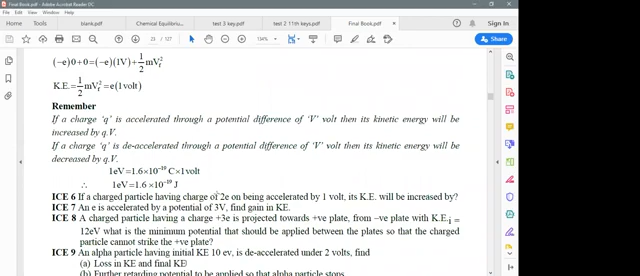 Final Book.pdf - Adobe Acrobat Reader DC
Home Tools blank.pdf Chemical Equilibriu... test 3 key.pdf test 2 11th keys.pdf Final Book.pdf × Sign In
23 / 127 134%
(−e)0+0=(−e)(1V)+½mV_f²
K.E.=½mV_f²=e(1volt)
Remember
If a charge 'q' is accelerated through a potential difference of 'V' volt then its kinetic energy will be
increased by q.V.
If a charge 'q' is de-accelerated through a potential difference of 'V' volt then its kinetic energy will be
decreased by q.V.
1eV=1.6×10⁻¹⁹ C×1volt
∴ 1eV=1.6 ×10⁻¹⁹ J
ICE 6 If a charged particle having charge of 2e on being accelerated by 1 volt, its K.E. will be increased by?
ICE 7 An e is accelerated by a potential of 3V, find gain in KE.
ICE 8 A charged particle having a charge +3e is projected towards +ve plate, from −ve plate with K.E.i =
12eV what is the minimum potential that should be applied between the plates so that the charged
particle cannot strike the +ve plate?
ICE 9 An alpha particle having initial KE 10 ev, is de-accelerated under 2 volts, find
(a) Loss in KE and final KE
(b) Further retarding potential to be applied so that alpha particle stops